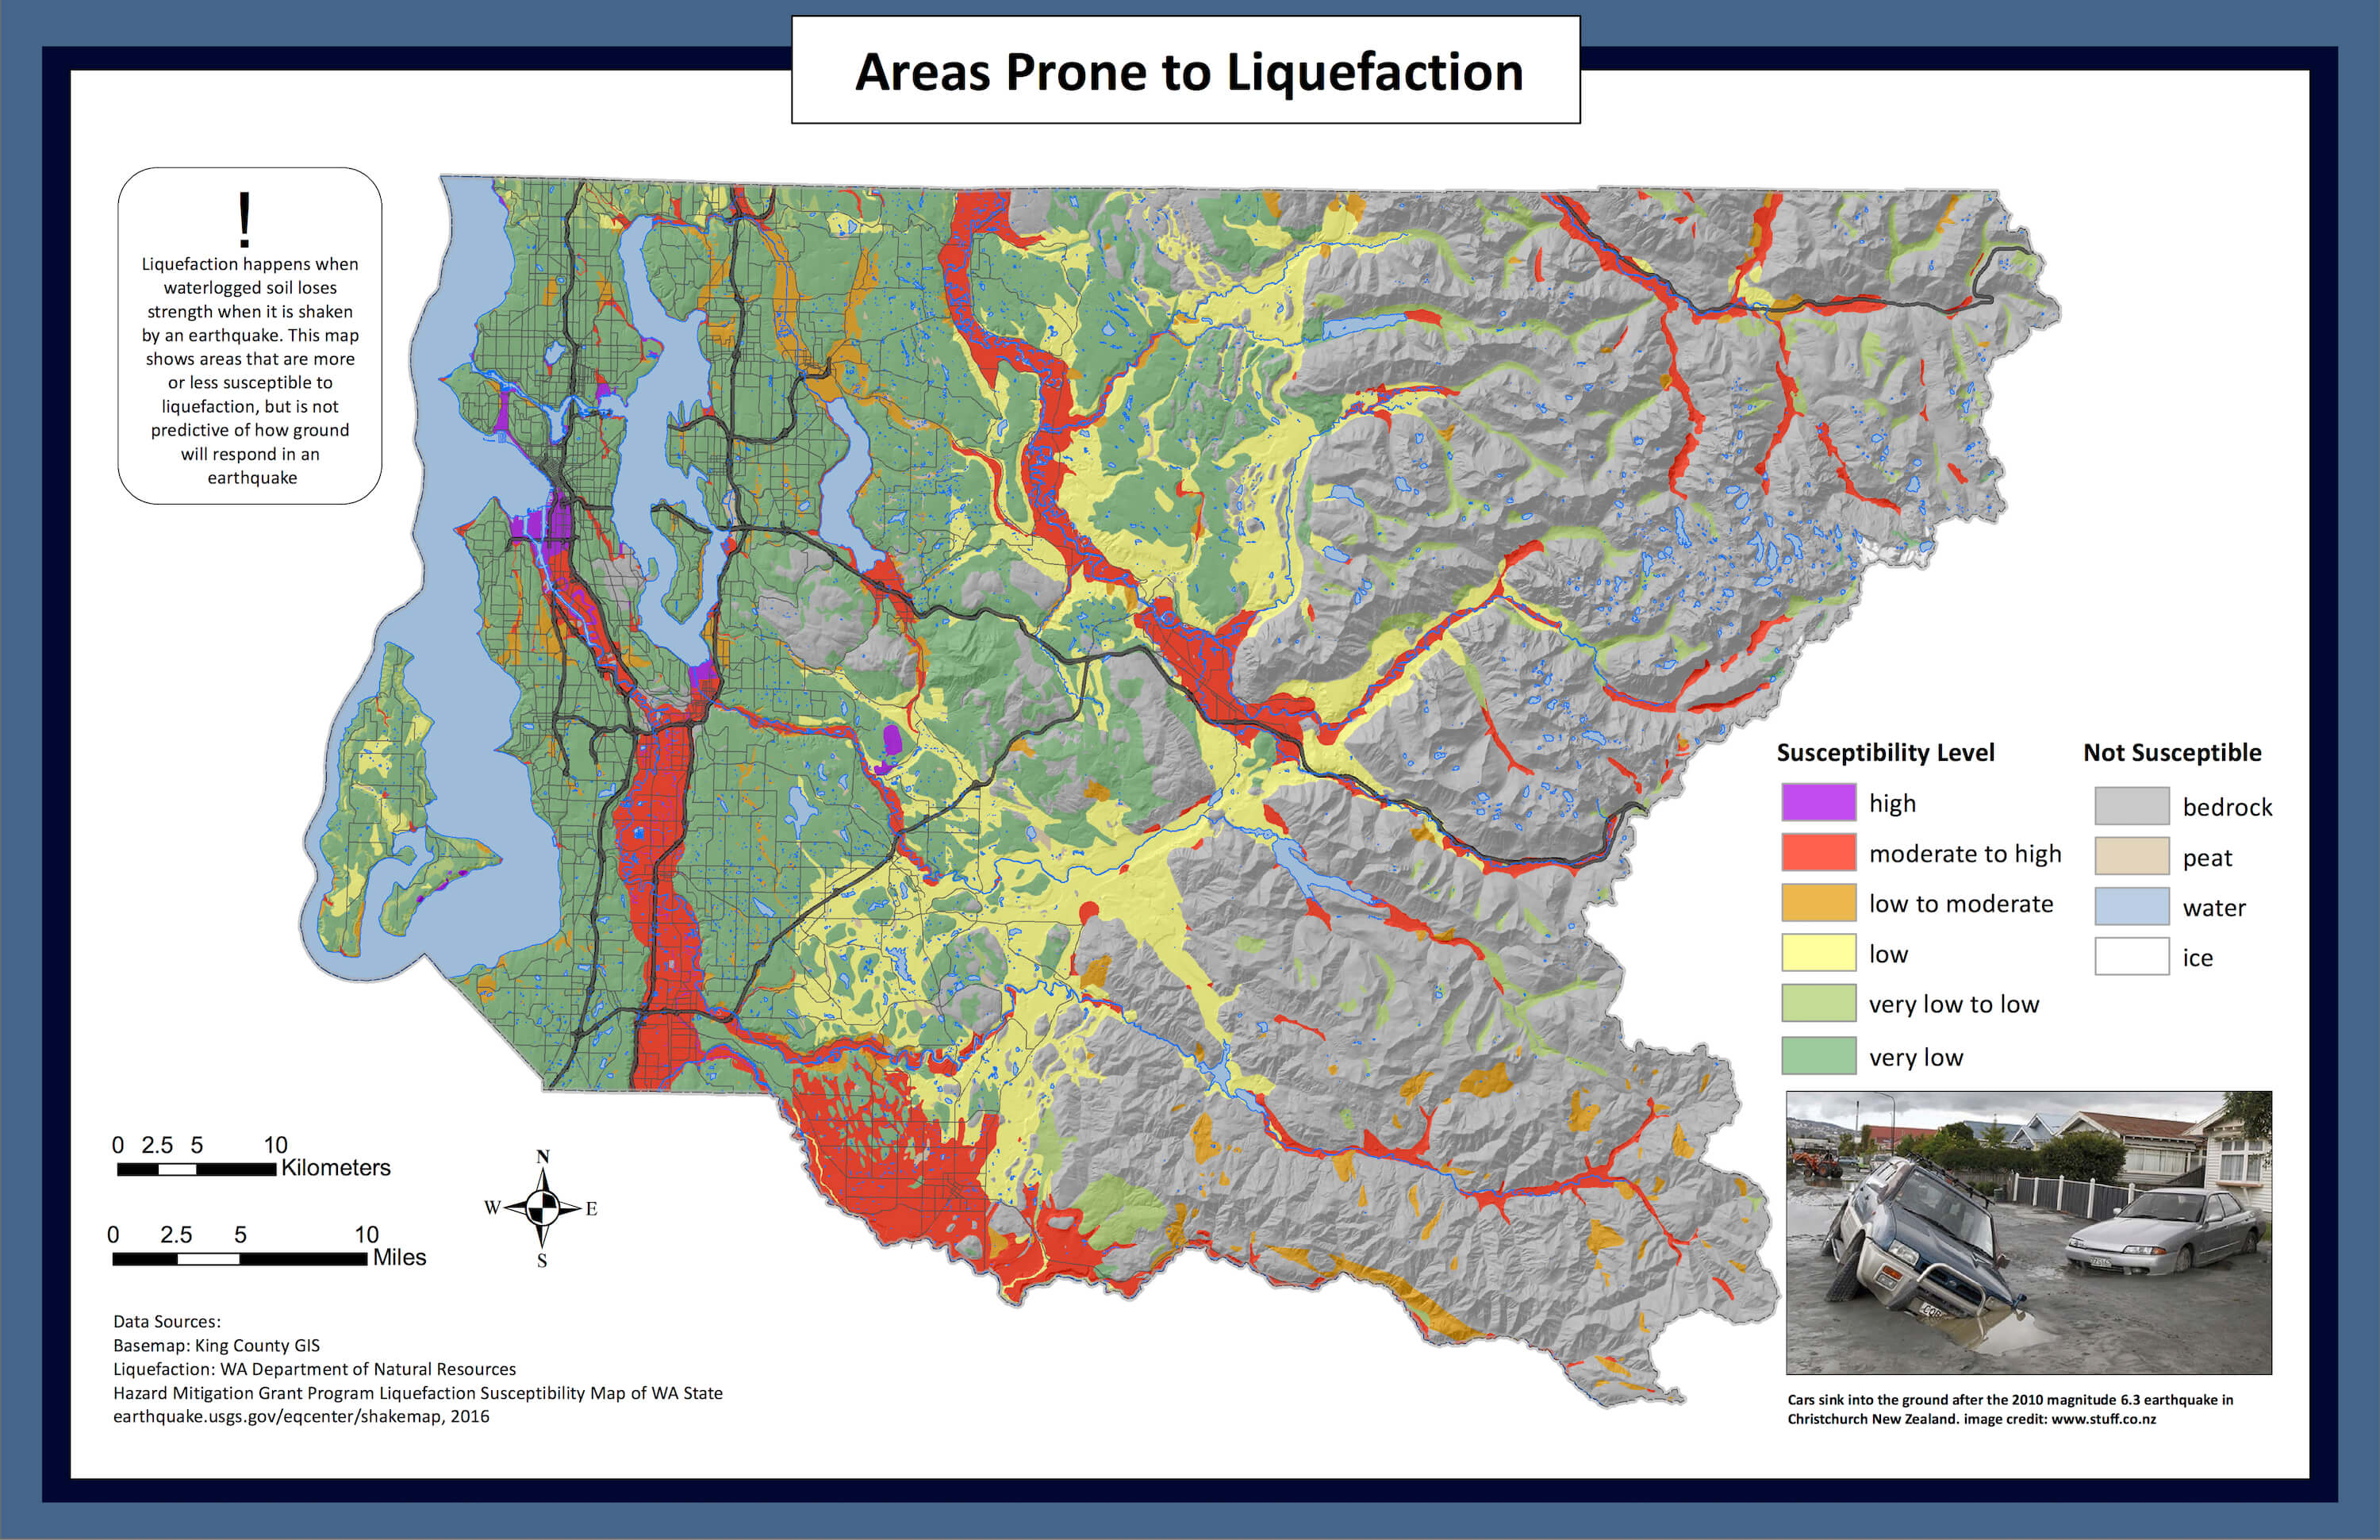 Areas Prone to Liquefaction
!
Liquefaction happens when
waterlogged soil loses
strength when it is shaken
by an earthquake. This map
shows areas that are more
or less susceptible to
liquefaction, but is not
predictive of how ground
will respond in an
earthquake
Susceptibility Level
high
moderate to high
low to moderate
low
very low to low
very low
Not Susceptible
bedrock
peat
water
ice
0 2.5 5 10
Kilometers
0 2.5 5 10
Miles
N
W E
S
Data Sources:
Basemap: King County GIS
Liquefaction: WA Department of Natural Resources
Hazard Mitigation Grant Program Liquefaction Susceptibility Map of WA State
earthquake.usgs.gov/eqcenter/shakemap, 2016
Cars sink into the ground after the 2010 magnitude 6.3 earthquake in
Christchurch New Zealand. image credit: www.stuff.co.nz